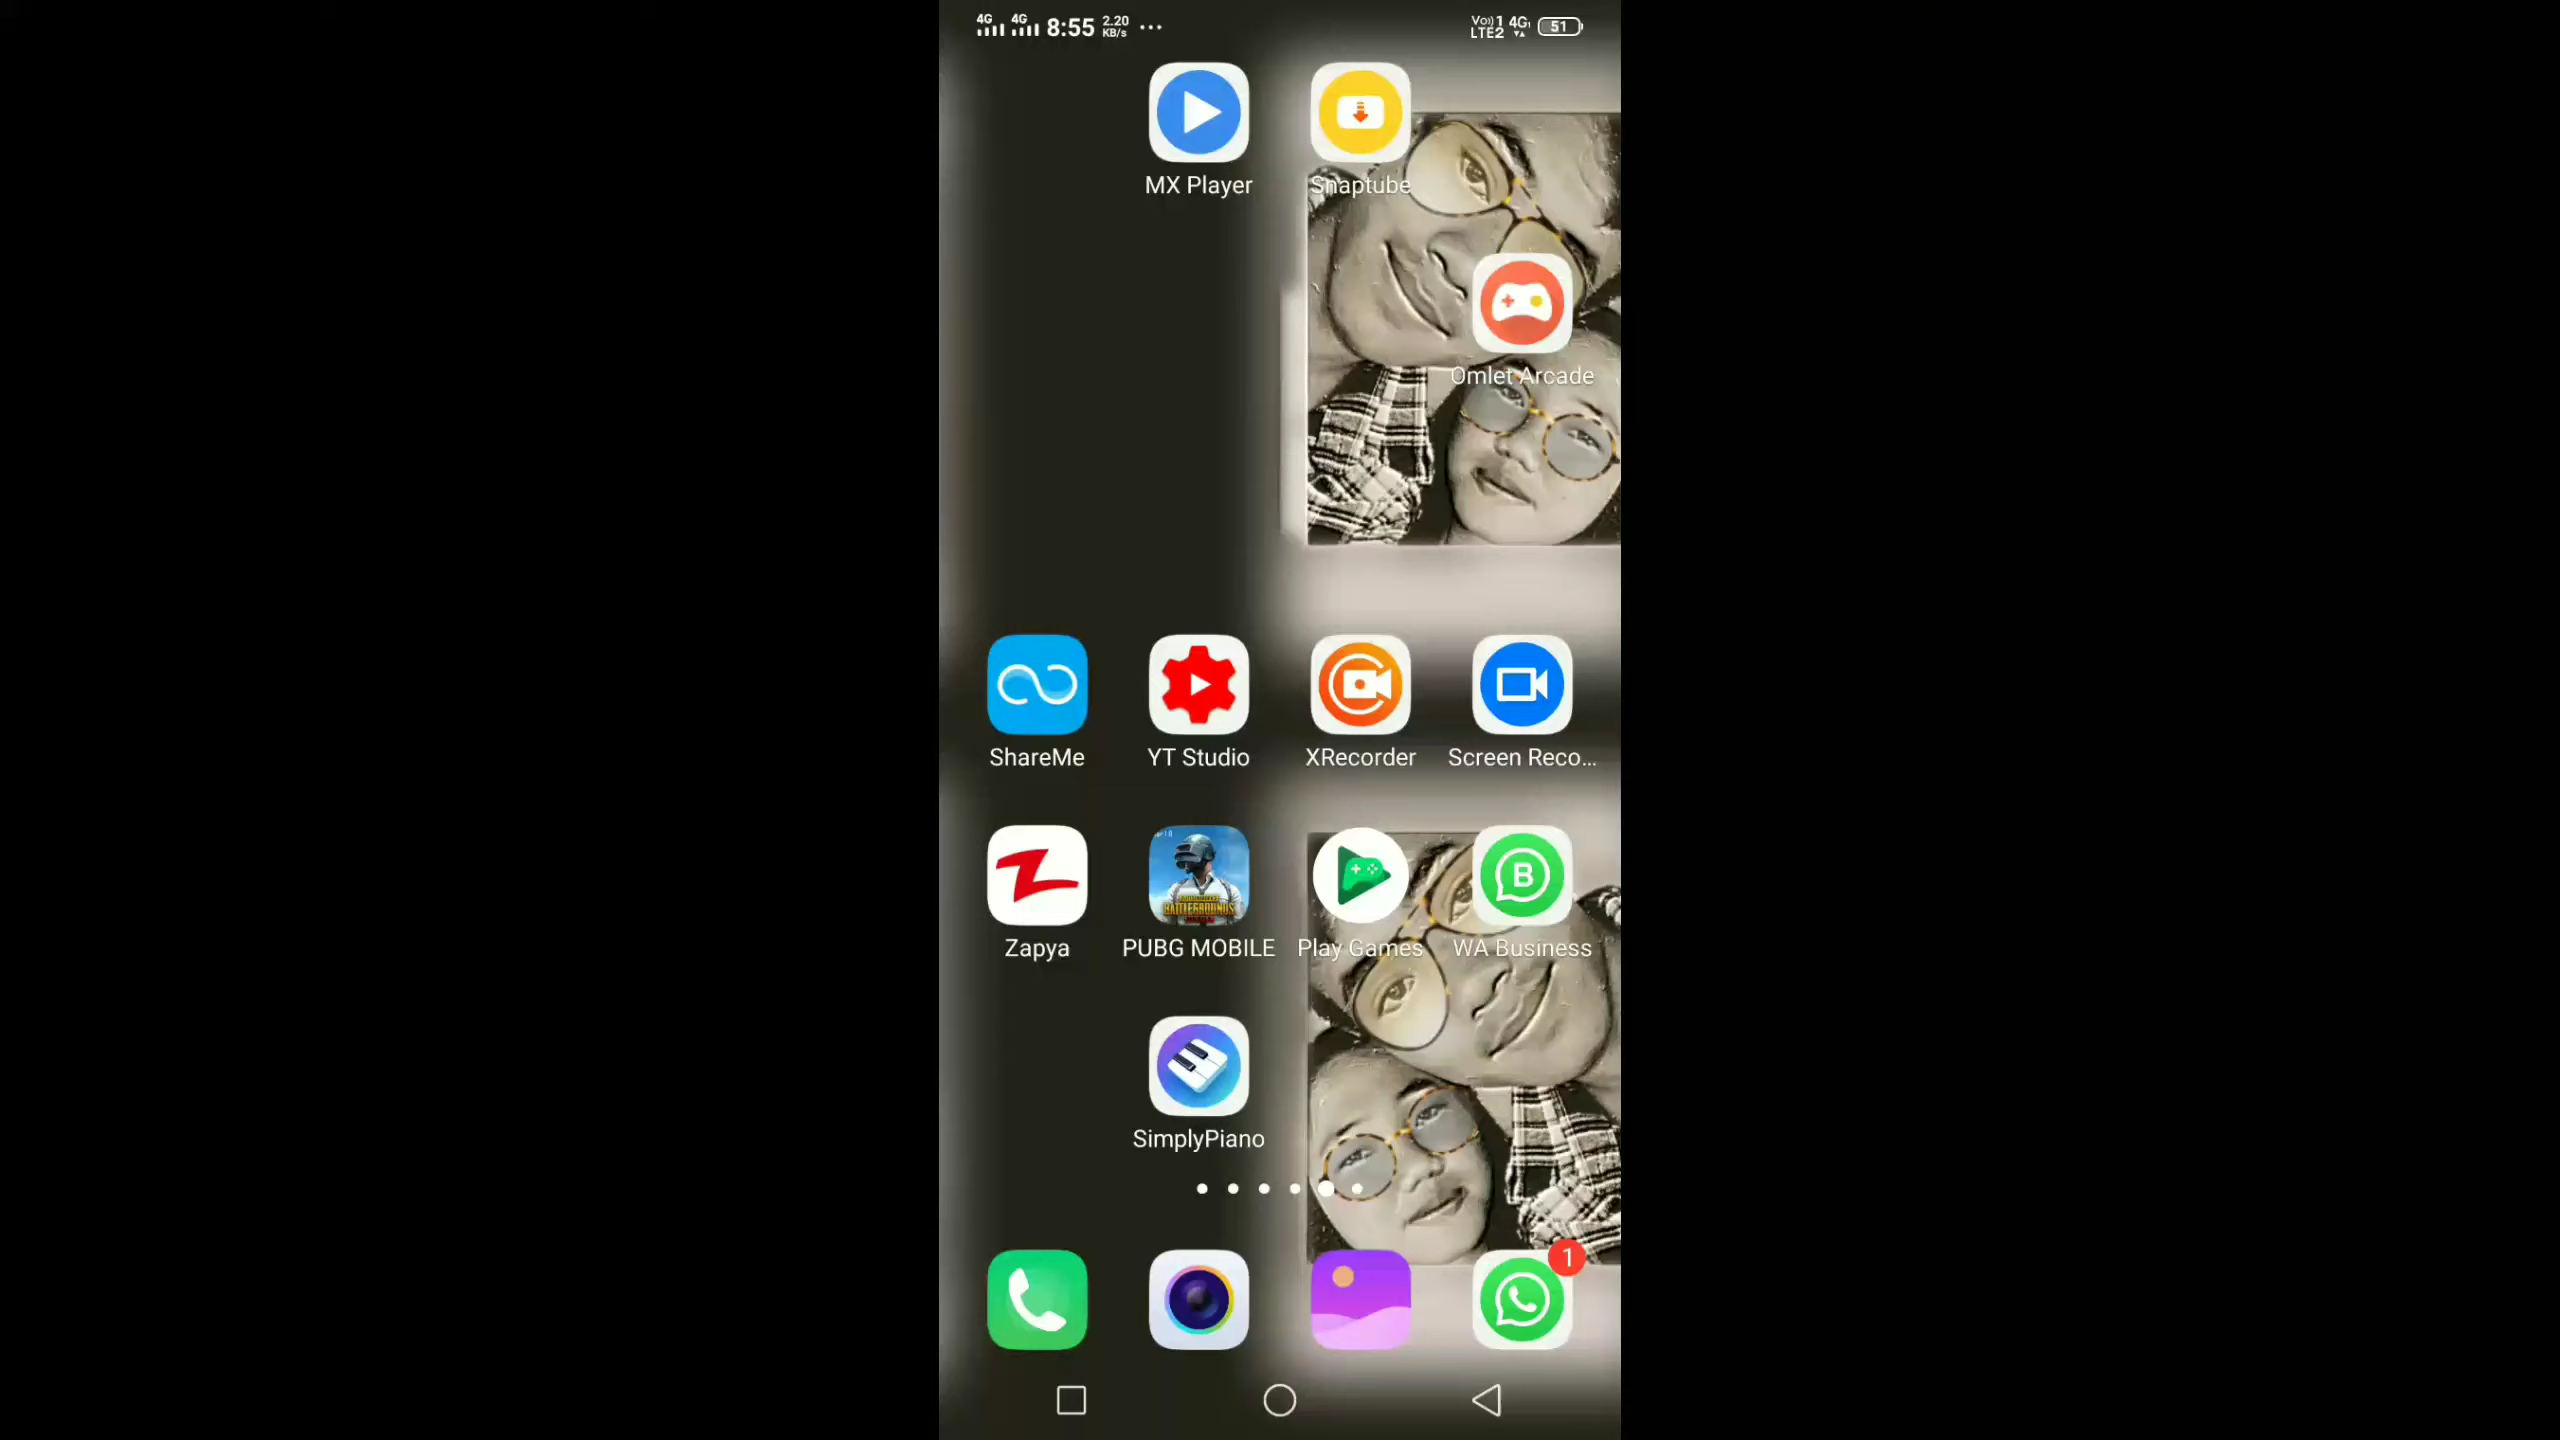 4G 4G 8:55 2.20 KB/s ... Vo)) 1 LTE2 4G 51
MX Player Snaptube
Omlet Arcade
ShareMe YT Studio XRecorder Screen Reco...
Zapya PUBG MOBILE Play Games WA Business
SimplyPiano
1